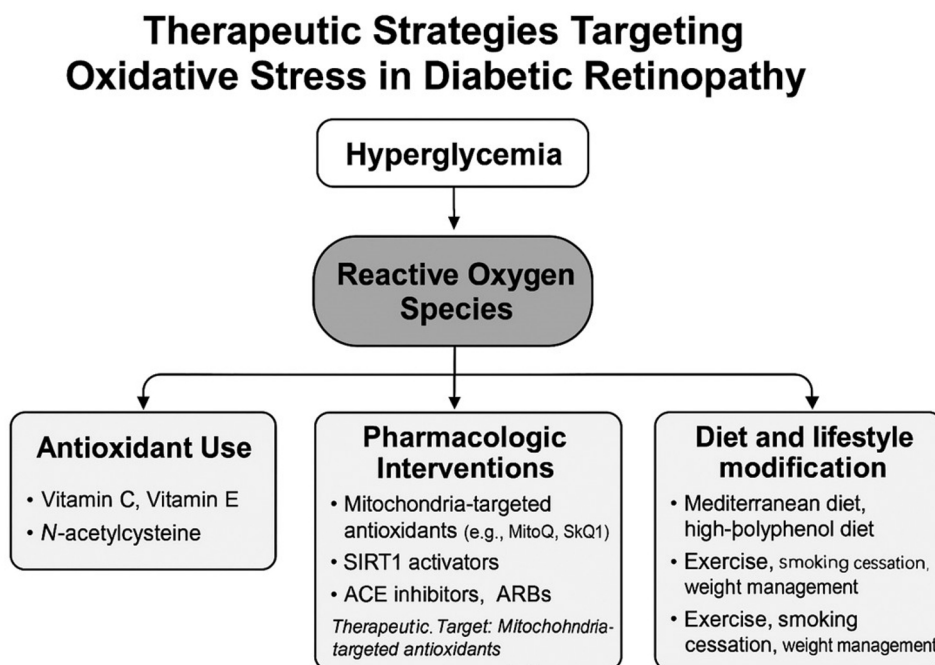 Therapeutic Strategies Targeting
Oxidative Stress in Diabetic Retinopathy
Hyperglycemia
Reactive Oxygen
Species
Antioxidant Use
• Vitamin C, Vitamin E
• N-acetylcysteine
Pharmacologic
Interventions
• Mitochondria-targeted
antioxidants (e.g., MitoQ, SkQ1)
• SIRT1 activators
• ACE inhibitors, ARBs
Therapeutic. Target: Mitochohndria-
targeted antioxidants
Diet and lifestyle
modification
• Mediterranean diet,
high-polyphenol diet
• Exercise, smoking cessation,
weight management
• Exercise, smoking
cessation, weight management